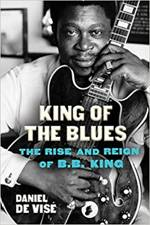 KING OF
THE BLUES
THE RISE AND REIGN
OF B.B. KING
DANIEL
DE VISÉ